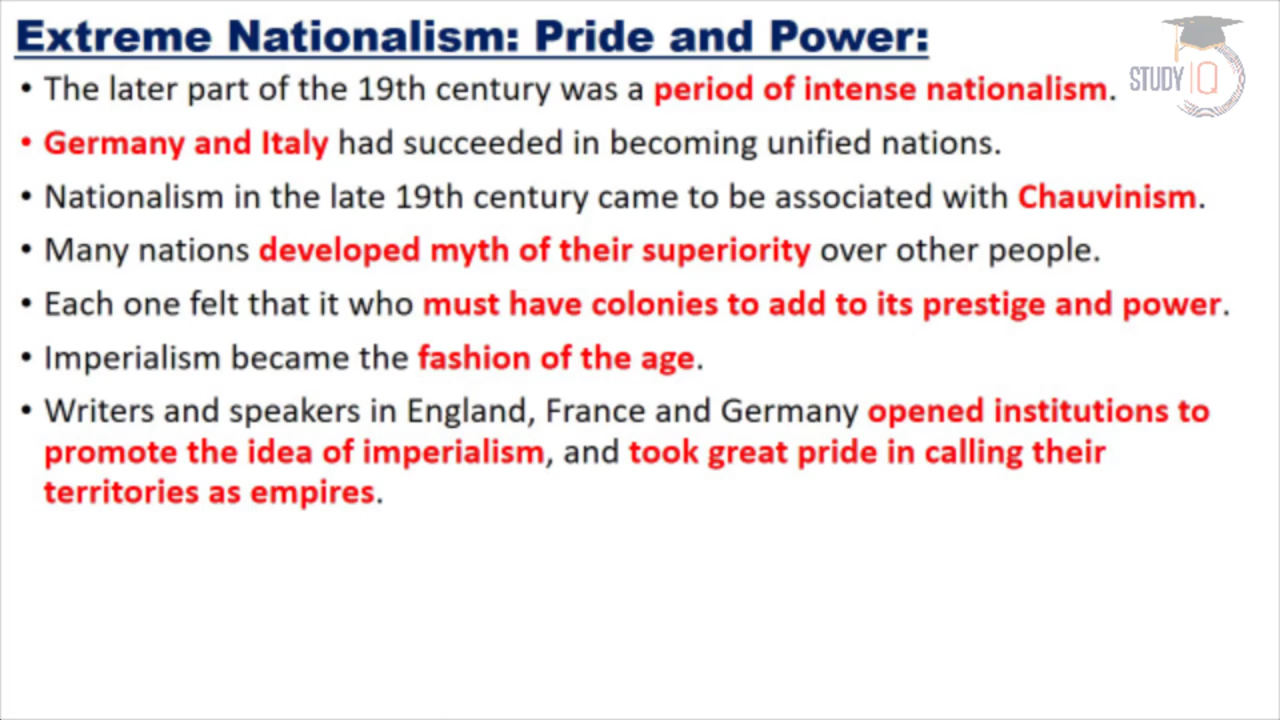 Extreme Nationalism: Pride and Power:
STUDY IQ
• The later part of the 19th century was a period of intense nationalism.
• Germany and Italy had succeeded in becoming unified nations.
• Nationalism in the late 19th century came to be associated with Chauvinism.
• Many nations developed myth of their superiority over other people.
• Each one felt that it who must have colonies to add to its prestige and power.
• Imperialism became the fashion of the age.
• Writers and speakers in England, France and Germany opened institutions to
promote the idea of imperialism, and took great pride in calling their
territories as empires.